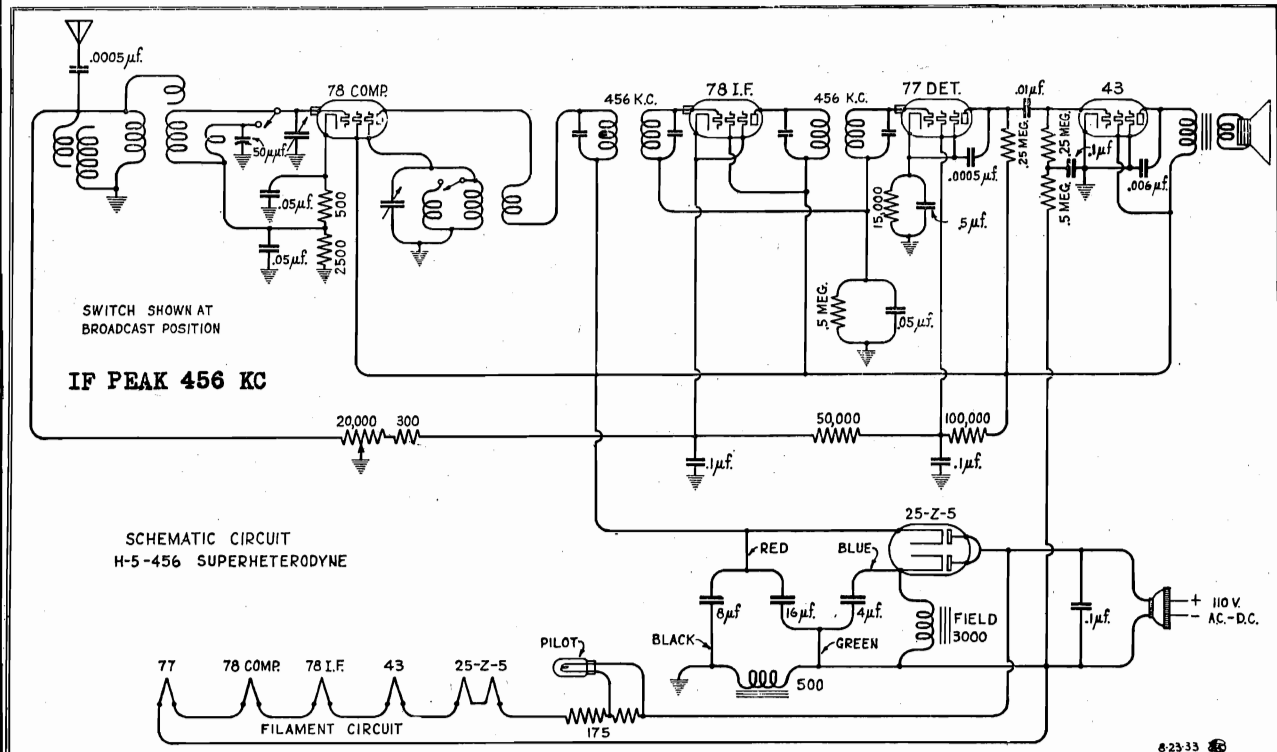 .0005 µf.
78 COMP.
456 K.C.
78 I.F.
456 K.C.
77 DET.
.01µf.
43
50µµf.
.25 MEG.
.25 MEG.
.1µf
.05µf.
500
.0005µf.
.006µf.
15,000
.5µf.
.5 MEG.
.05µf.
2500
SWITCH SHOWN AT
BROADCAST POSITION
.5 MEG.
.05µf.
IF PEAK 456 KC
20,000
300
50,000
100,000
.1µf.
.1µf.
SCHEMATIC CIRCUIT
H-5-456 SUPERHETERODYNE
25-Z-5
RED
BLUE
8µf
16µf.
4µf.
FIELD
3000
.1µf.
+ 110 V.
- AC.-D.C.
BLACK
GREEN
PILOT
500
77
78 COMP.
78 I.F.
43
25-Z-5
175
FILAMENT CIRCUIT
8-23-33